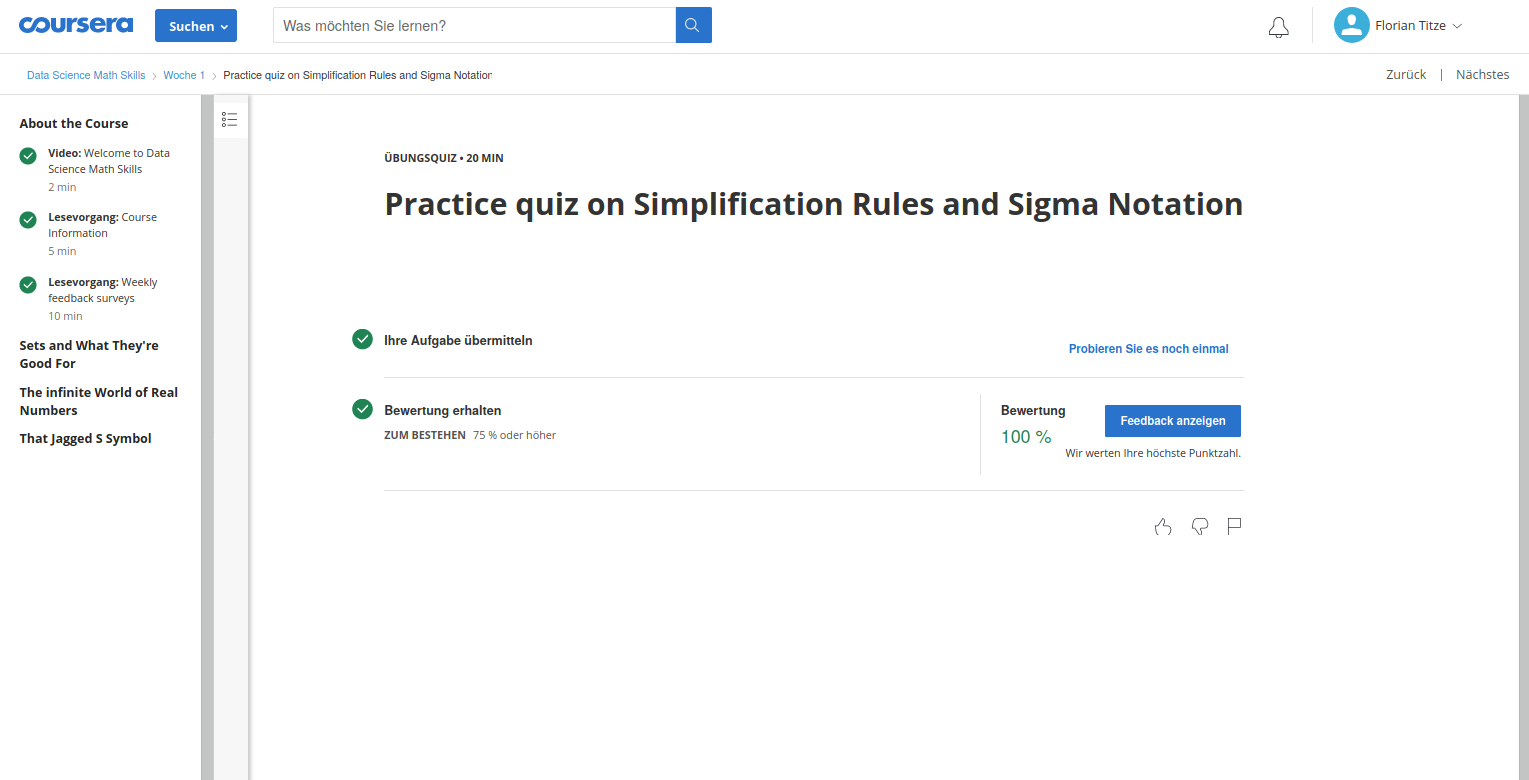 coursera
Suchen
Was möchten Sie lernen?
Florian Titze
Data Science Math Skills
Woche 1
Practice quiz on Simplification Rules and Sigma Notation
Zurück | Nächstes
About the Course
Video: Welcome to Data
Science Math Skills
2 min
Lesevorgang: Course
Information
5 min
Lesevorgang: Weekly
feedback surveys
10 min
Sets and What They're
Good For
The infinite World of Real
Numbers
That Jagged S Symbol
ÜBUNGSQUIZ • 20 MIN
Practice quiz on Simplification Rules and Sigma Notation
Ihre Aufgabe übermitteln
Probieren Sie es noch einmal
Bewertung erhalten
ZUM BESTEHEN 75 % oder höher
Bewertung
100 %
Feedback anzeigen
Wir werten Ihre höchste Punktzahl.